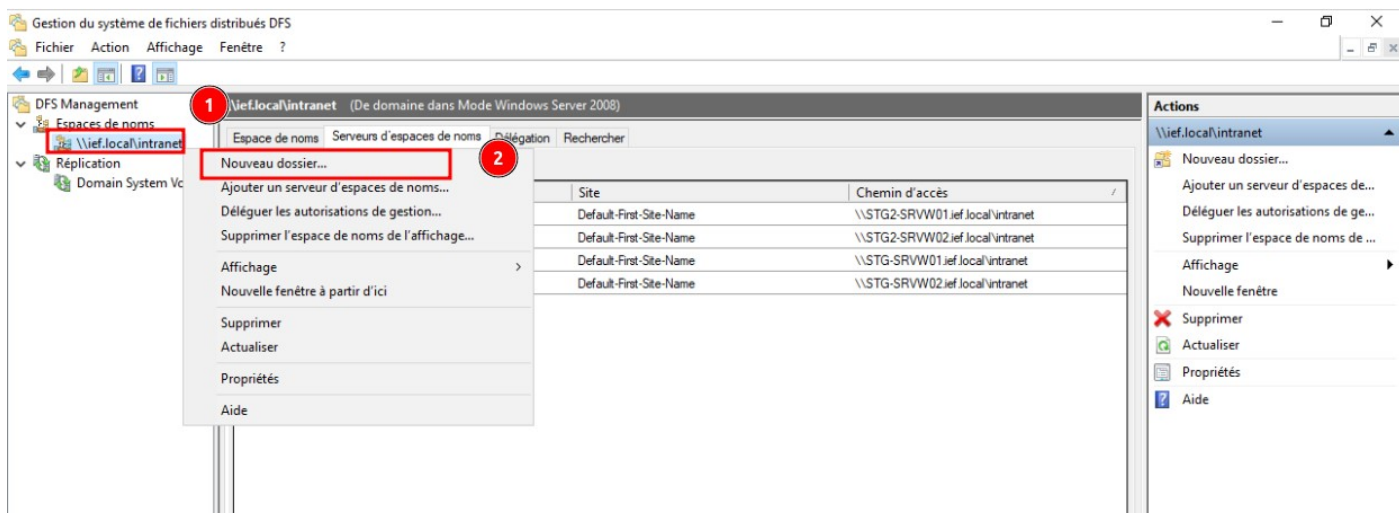 Gestion du système de fichiers distribués DFS
Fichier Action Affichage Fenêtre ?
DFS Management
Espaces de noms
\\ief.local\intranet
Réplication
Domain System Vo
1
\ief.local\intranet (De domaine dans Mode Windows Server 2008)
Espace de noms Serveurs d'espaces de noms Délégation Rechercher
2
Nouveau dossier...
Ajouter un serveur d'espaces de noms...
Déléguer les autorisations de gestion...
Supprimer l'espace de noms de l'affichage...
Affichage
Nouvelle fenêtre à partir d'ici
Supprimer
Actualiser
Propriétés
Aide
Site Chemin d'accès
Default-First-Site-Name \\STG2-SRVW01.ief.local\intranet
Default-First-Site-Name \\STG2-SRVW02.ief.local\intranet
Default-First-Site-Name \\STG-SRVW01.ief.local\intranet
Default-First-Site-Name \\STG-SRVW02.ief.local\intranet
Actions
\\ief.local\intranet
Nouveau dossier...
Ajouter un serveur d'espaces de...
Déléguer les autorisations de ge...
Supprimer l'espace de noms de ...
Affichage
Nouvelle fenêtre
Supprimer
Actualiser
Propriétés
Aide